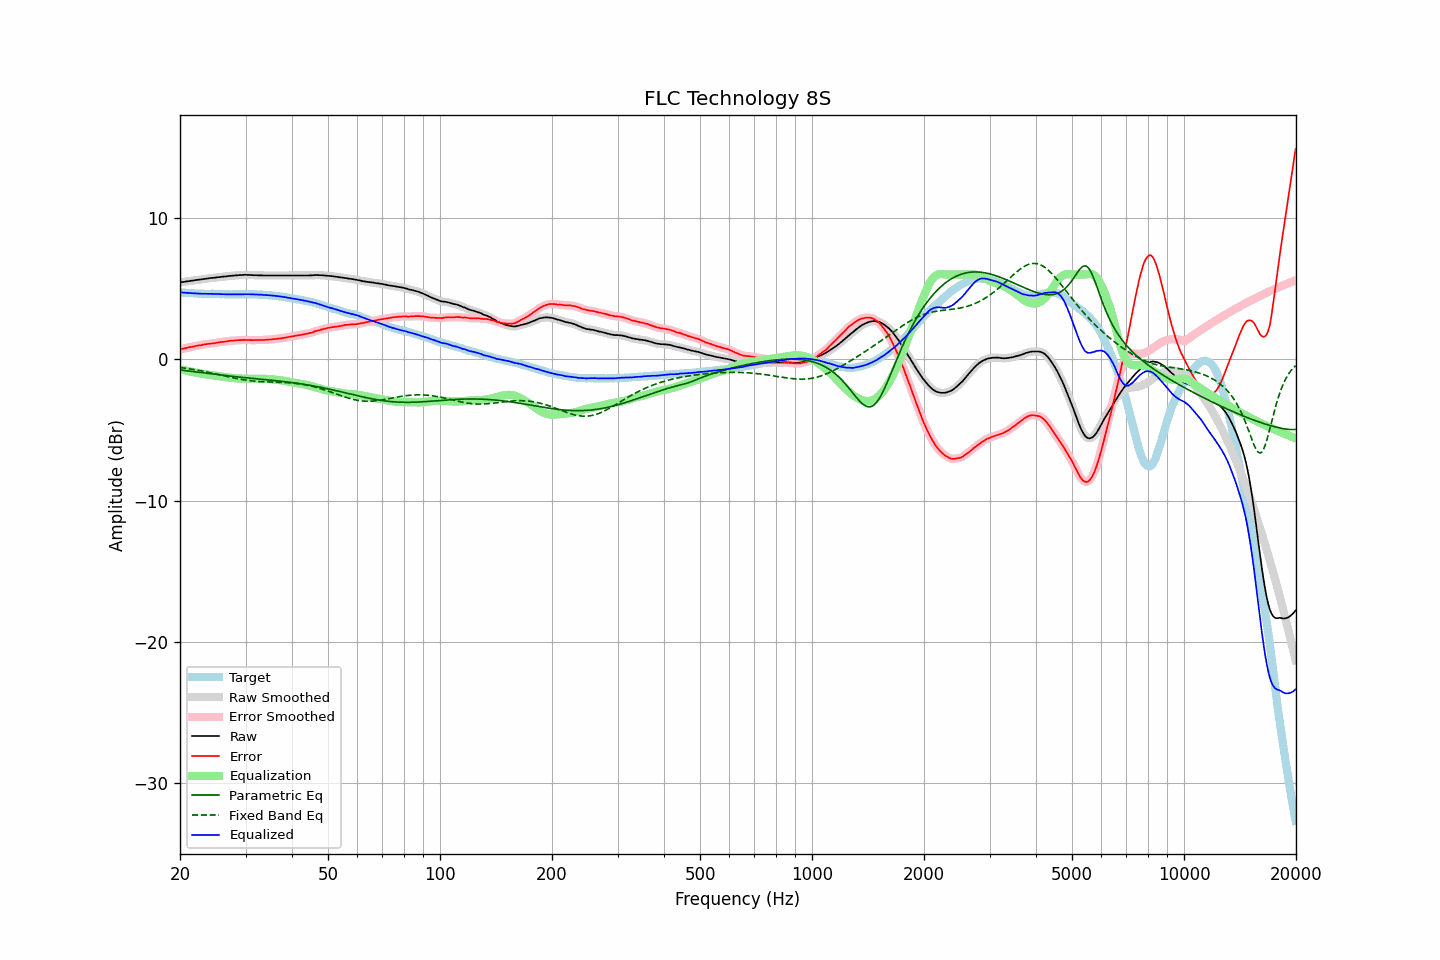 FLC Technology 8S
10
0
−10
−20
−30
Amplitude (dBr)
Target
Raw Smoothed
Error Smoothed
Raw
Error
Equalization
Parametric Eq
Fixed Band Eq
Equalized
20 50 100 200 500 1000 2000 5000 10000 20000
Frequency (Hz)